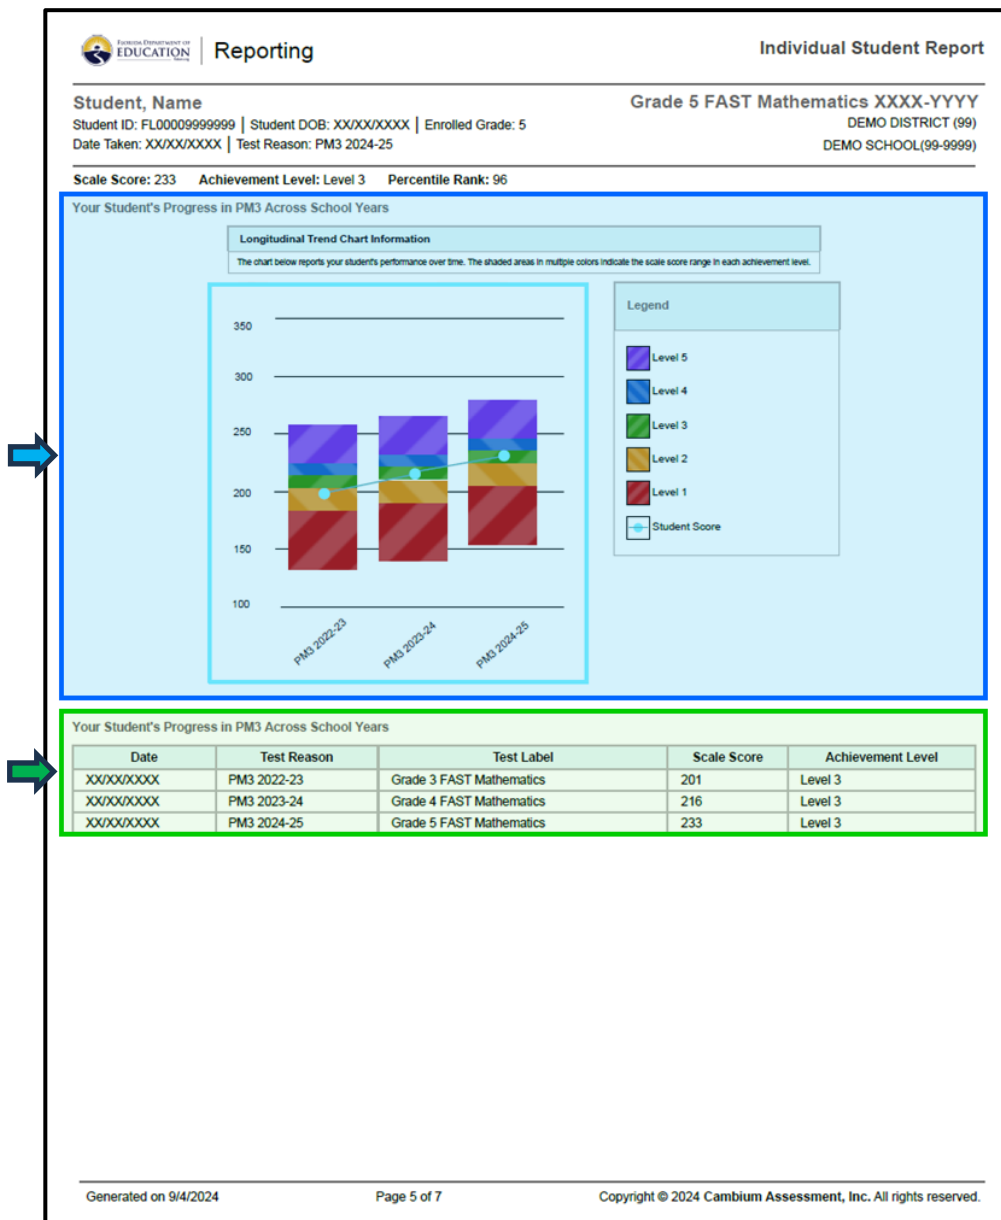 FLORIDA DEPARTMENT OF
EDUCATION
Reporting
Individual Student Report
Student, Name
Grade 5 FAST Mathematics XXXX-YYYY
Student ID: FL00009999999 | Student DOB: XX/XX/XXXX | Enrolled Grade: 5
DEMO DISTRICT (99)
Date Taken: XX/XX/XXXX | Test Reason: PM3 2024-25
DEMO SCHOOL(99-9999)
Scale Score: 233 Achievement Level: Level 3 Percentile Rank: 96
Your Student's Progress in PM3 Across School Years
Longitudinal Trend Chart Information
The chart below reports your student's performance over time. The shaded areas in multiple colors indicate the scale score range in each achievement level.
350
300
250
200
150
100
PM3 2022-23
PM3 2023-24
PM3 2024-25
Legend
Level 5
Level 4
Level 3
Level 2
Level 1
Student Score
Your Student's Progress in PM3 Across School Years
Date Test Reason Test Label Scale Score Achievement Level
XX/XX/XXXX PM3 2022-23 Grade 3 FAST Mathematics 201 Level 3
XX/XX/XXXX PM3 2023-24 Grade 4 FAST Mathematics 216 Level 3
XX/XX/XXXX PM3 2024-25 Grade 5 FAST Mathematics 233 Level 3
Generated on 9/4/2024 Page 5 of 7 Copyright © 2024 Cambium Assessment, Inc. All rights reserved.